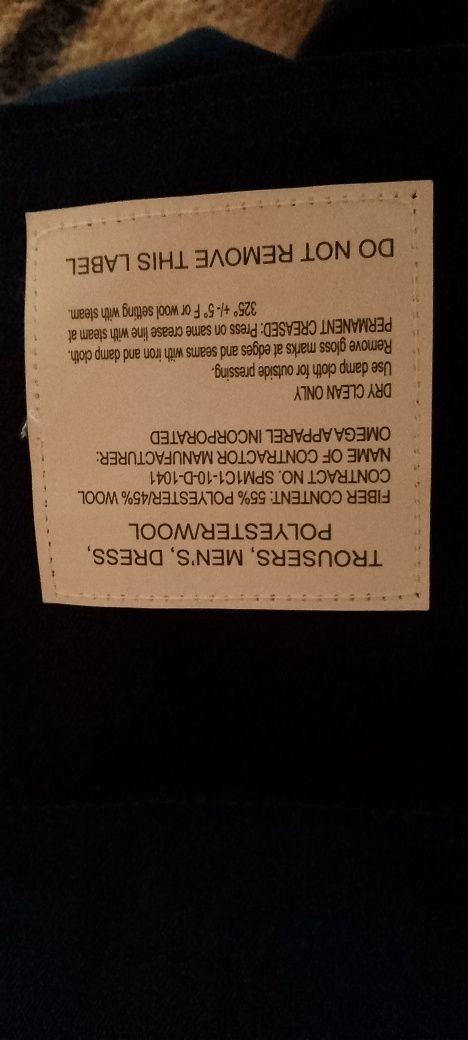 TROUSERS, MEN'S, DRESS,
POLYESTER/WOOL
FIBER CONTENT: 55% POLYESTER/45% WOOL
CONTRACT NO. SPM1C1-10-D-1041
NAME OF CONTRACTOR MANUFACTURER:
OMEGA APPAREL INCORPORATED
DRY CLEAN ONLY
Use damp cloth for outside pressing.
Remove gloss marks at edges and seams with iron and damp cloth.
PERMANENT CREASED: Press on same crease line with steam at
325° +/- 5° F or wool setting with steam.
DO NOT REMOVE THIS LABEL